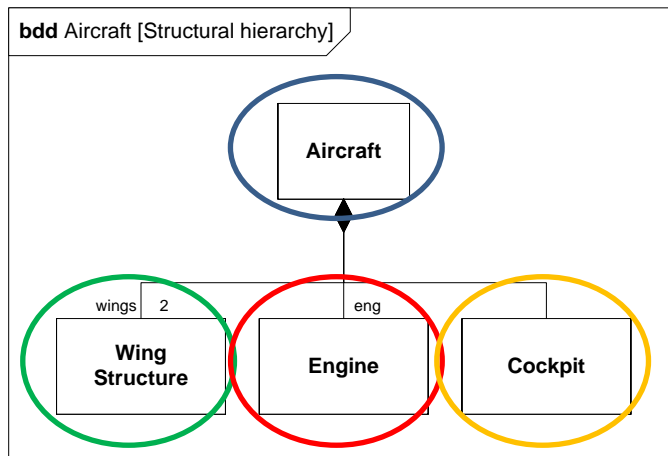 bdd Aircraft [Structural hierarchy]
Aircraft
wings 2 eng
Wing
Structure
Engine
Cockpit